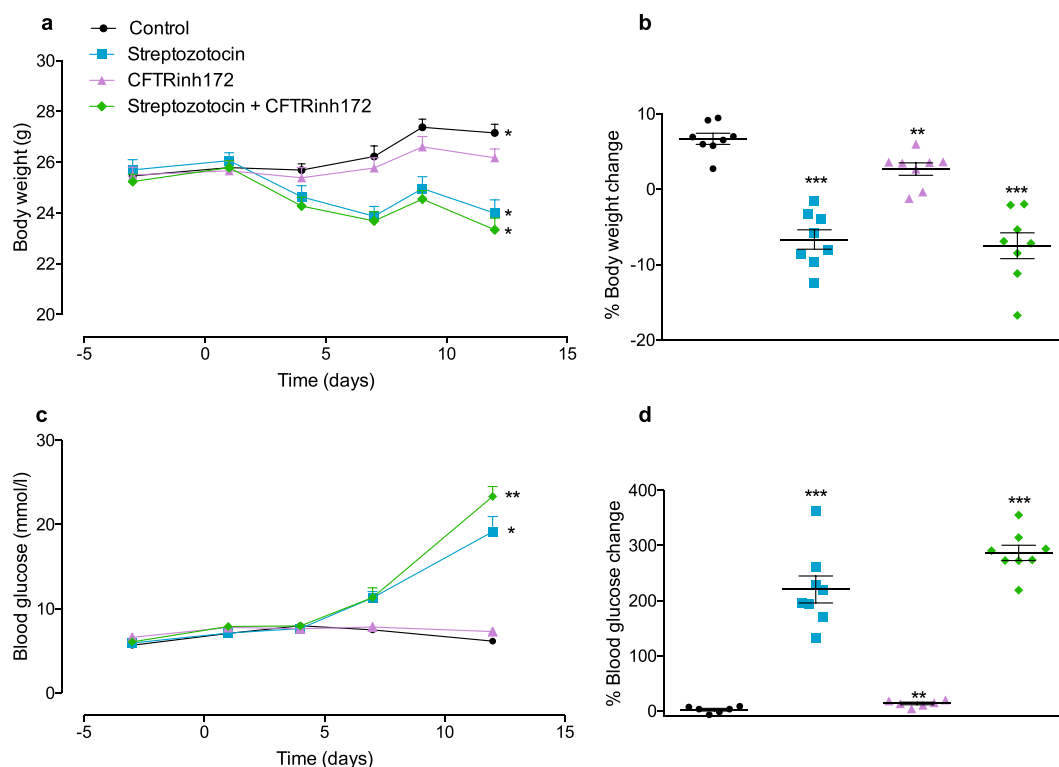 a
Control
Streptozotocin
CFTRinh172
Streptozotocin + CFTRinh172
30
28
26
24
22
20
Body weight (g)
*
*
*
-5
0
5
10
15
Time (days)
b
10
0
-10
-20
% Body weight change
***
**
***
c
30
20
10
0
Blood glucose (mmol/l)
**
*
-5
0
5
10
15
Time (days)
d
400
300
200
100
0
% Blood glucose change
***
**
***